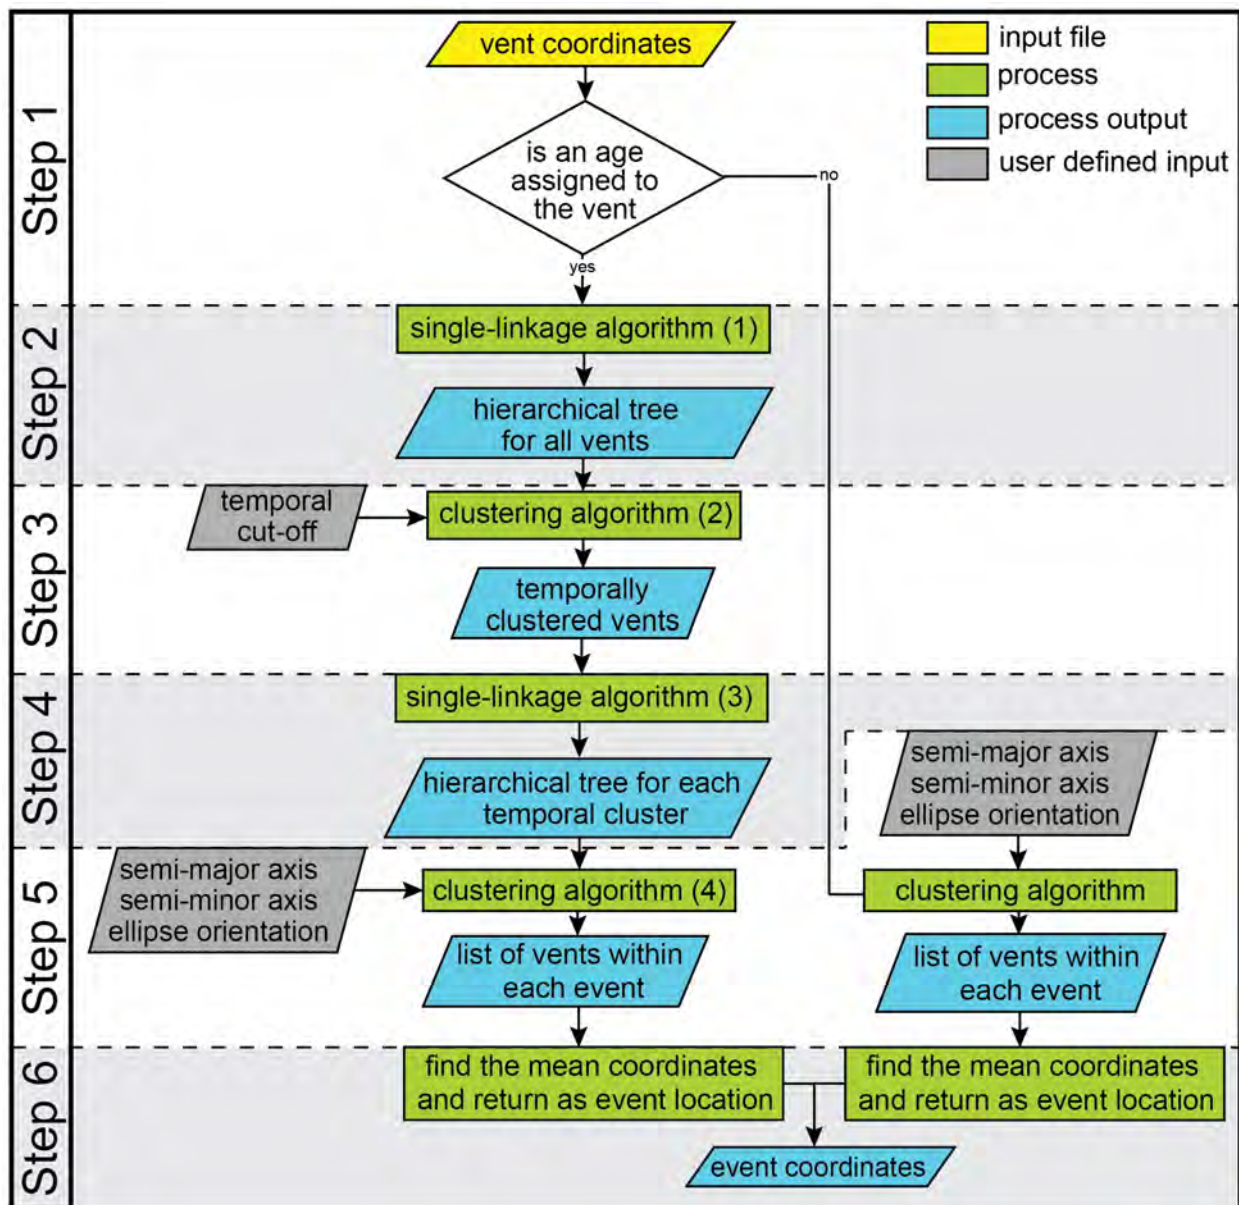 vent coordinates
input file
process
process output
user defined input
Step 1
is an age
assigned to
the vent
no
yes
Step 2
single-linkage algorithm (1)
hierarchical tree
for all vents
Step 3
temporal
cut-off
clustering algorithm (2)
temporally
clustered vents
Step 4
single-linkage algorithm (3)
hierarchical tree for each
temporal cluster
semi-major axis
semi-minor axis
ellipse orientation
Step 5
semi-major axis
semi-minor axis
ellipse orientation
clustering algorithm (4)
clustering algorithm
list of vents within
each event
list of vents within
each event
Step 6
find the mean coordinates
and return as event location
find the mean coordinates
and return as event location
event coordinates